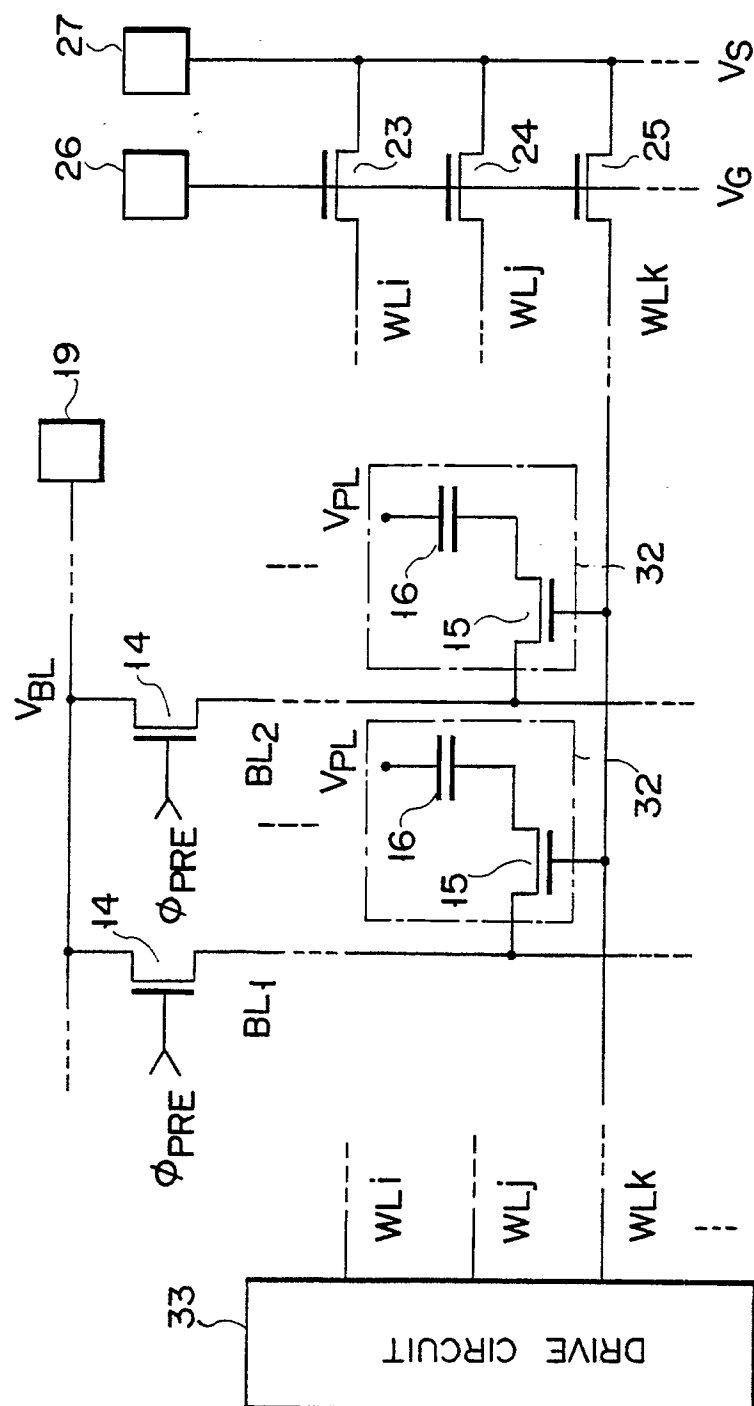 27
26
23
24
25
VS
VG
WLi
WLj
WLk
19
VBL
14
ϕPRE
BL2
VPL
16
15
32
14
ϕPRE
BL1
VPL
16
15
32
WLi
WLj
WLk
33
DRIVE CIRCUIT